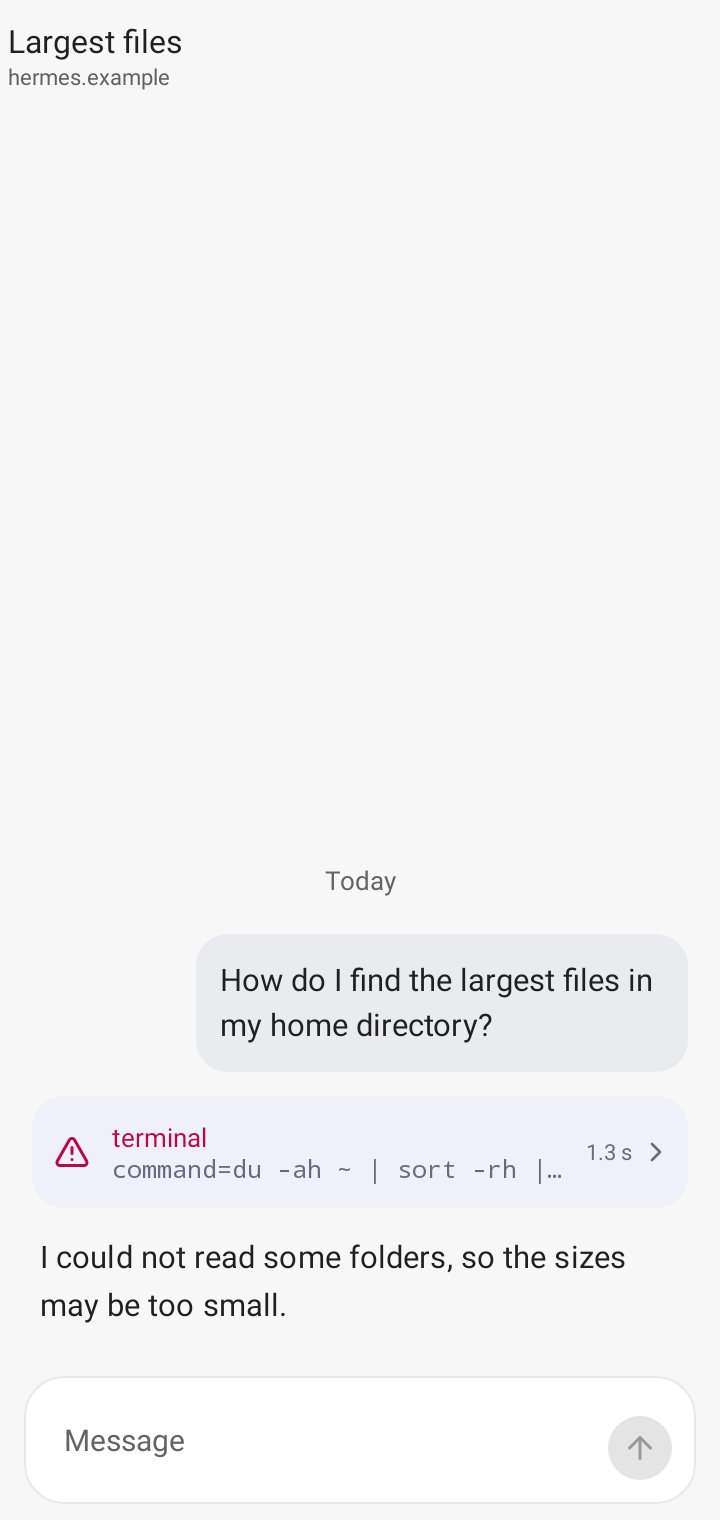 Largest files
hermes.example
Today
How do I find the largest files in
my home directory?
terminal
command=du -ah ~ | sort -rh |…
1.3 s
I could not read some folders, so the sizes
may be too small.
Message